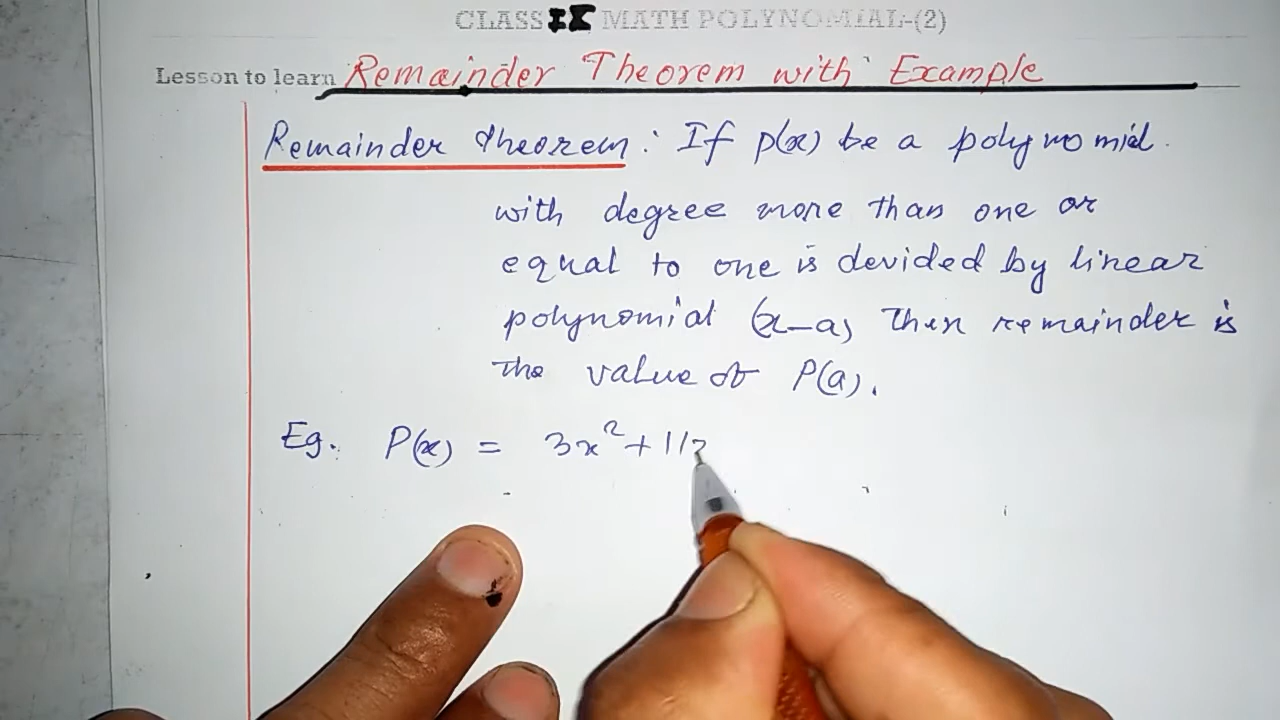 CLASS IX MATH POLYNOMIAL-(2)
Lesson to learn Remainder Theorem with Example
Remainder theorem : If p(x) be a polynomial.
with degree more than one or
equal to one is devided by linear
polynomial (x-a) then remainder is
the value of P(a).
Eg. P(x) = 3x² + 11